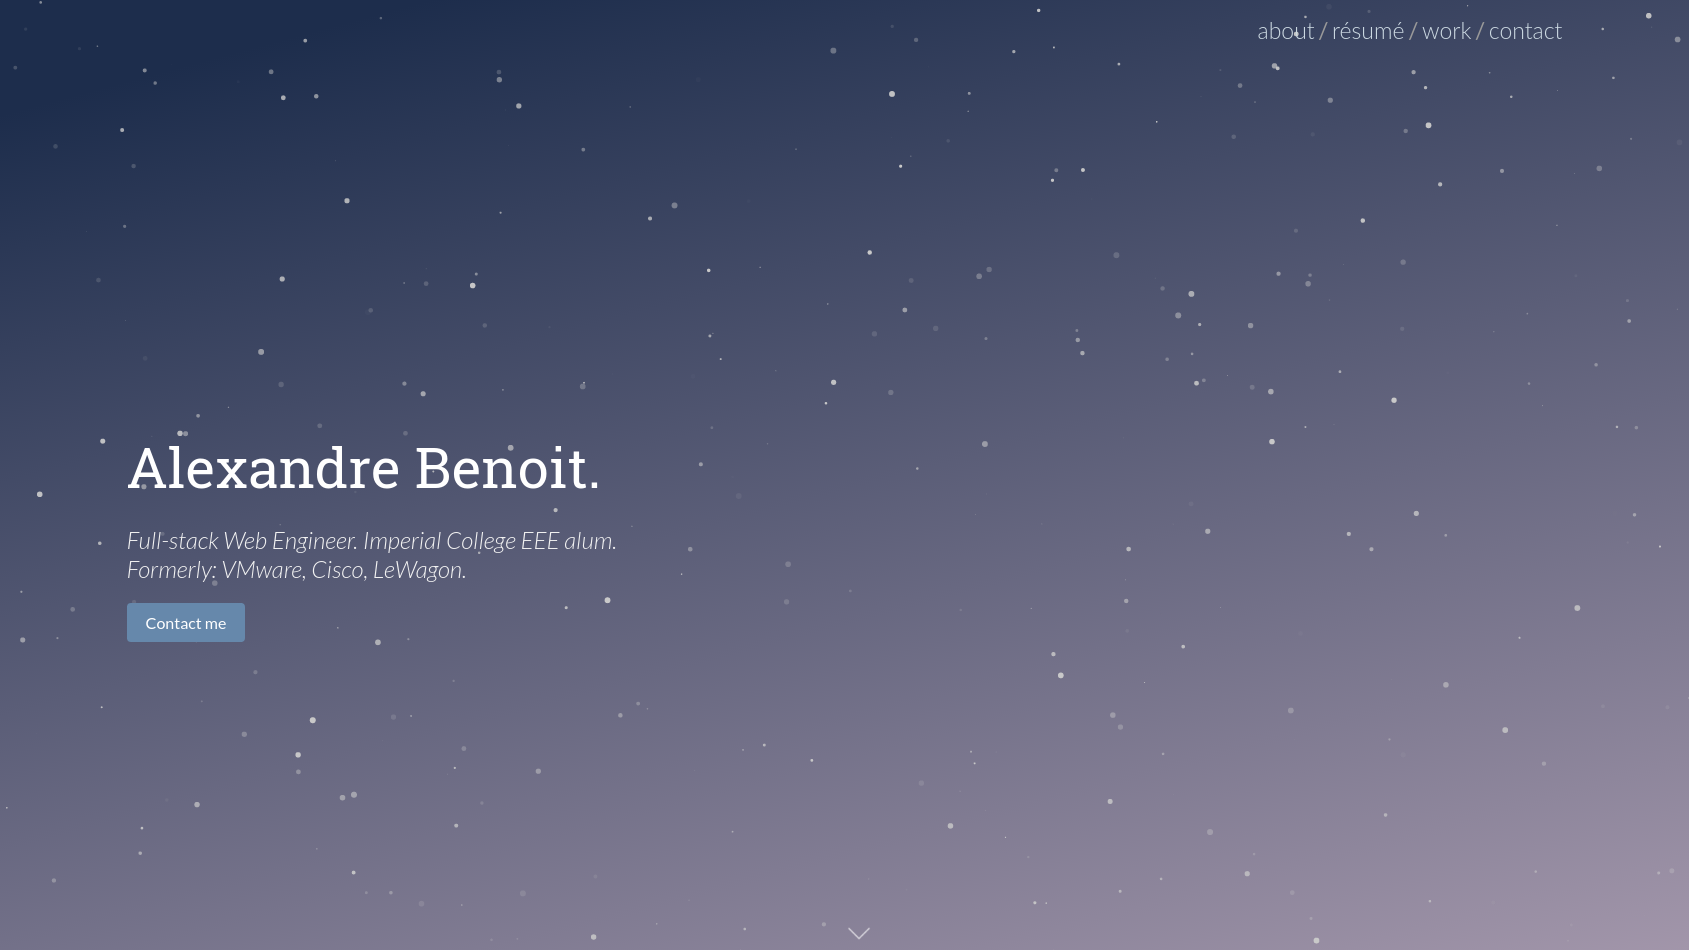 about / résumé / work / contact
Alexandre Benoit.
Full-stack Web Engineer. Imperial College EEE alum.
Formerly: VMware, Cisco, LeWagon.
Contact me